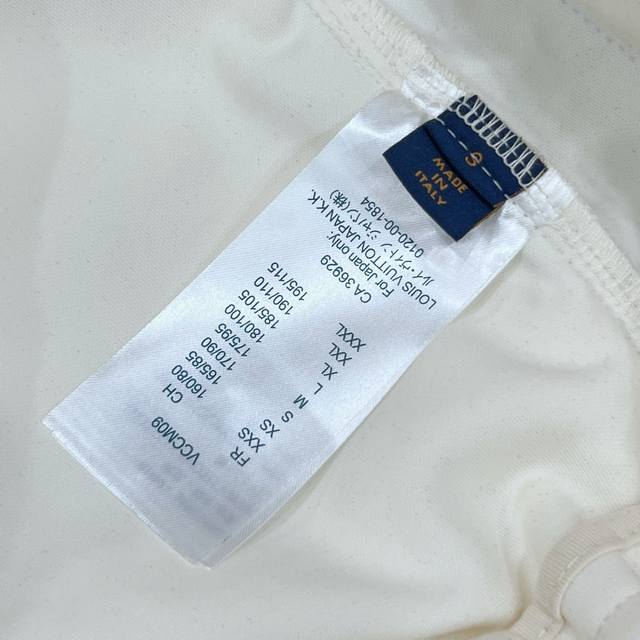 S
MADE
IN
ITALY
VCCM09
FR CH
XXS 160/80
XS 165/85
S 170/90
M 175/95
L 180/100
XL 185/105
XXL 190/110
XXXL 195/115
CA 36929
For Japan only.
LOUIS VUITTON JAPAN K.K.
ルイ・ヴィトン ジャパン(株)
0120-00-1854